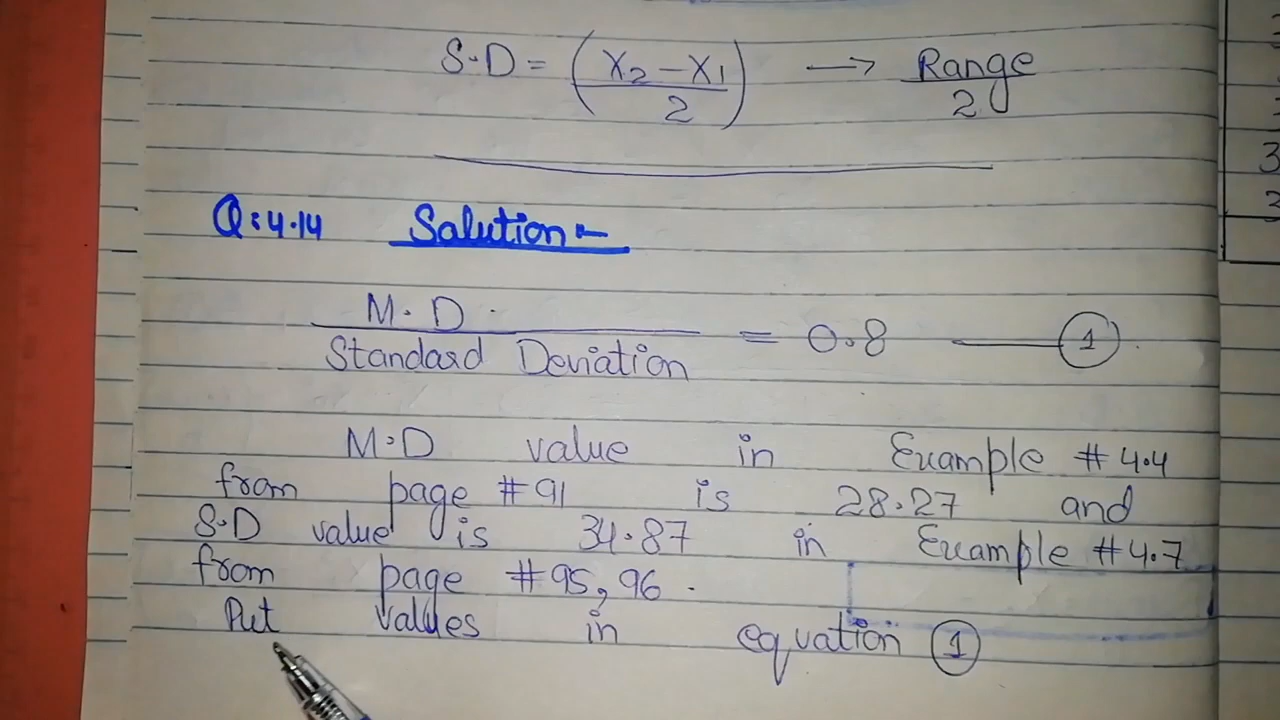 S.D = (X2 - X1 / 2) → Range / 2
Q:4.14 Salution:-
M.D. / Standard Deviation = 0.8 — 1
M.D value in Example #4.4
from page #91 is 28.27 and
S.D value is 34.87 in Example #4.7
from page #95,96.
Put values in equation 1